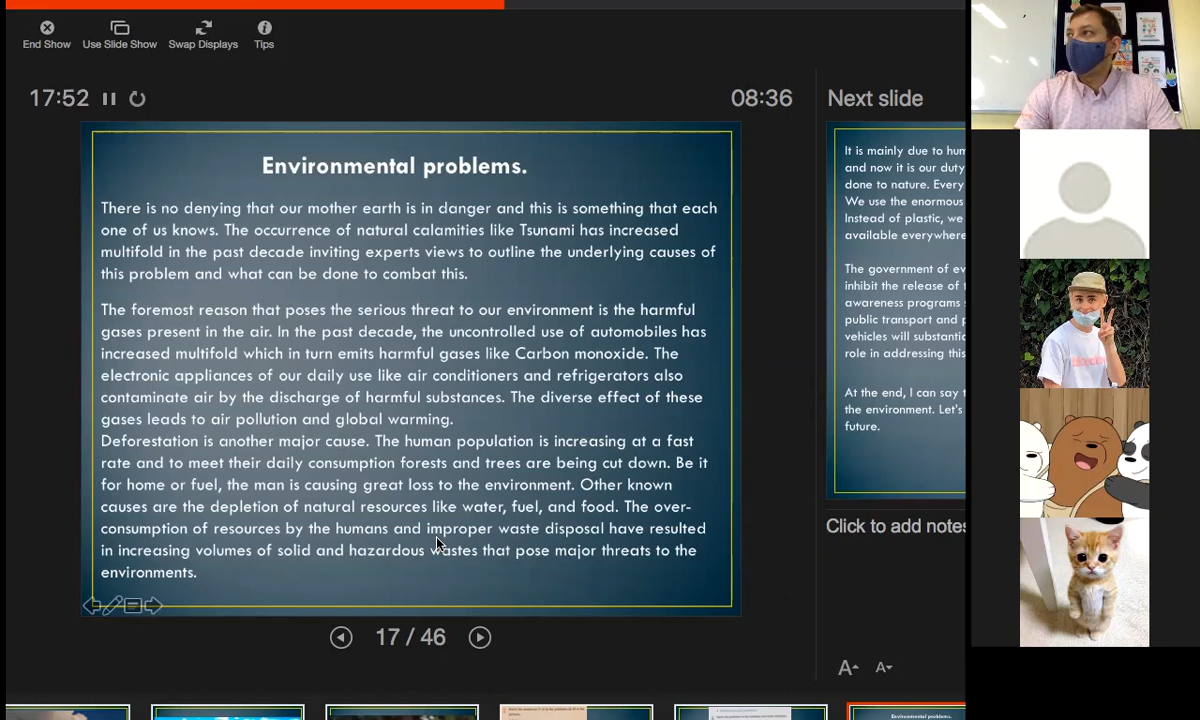 End Show
Use Slide Show
Swap Displays
Tips
17:52
08:36
Next slide
Environmental problems.
There is no denying that our mother earth is in danger and this is something that each
one of us knows. The occurrence of natural calamities like Tsunami has increased
multifold in the past decade inviting experts views to outline the underlying causes of
this problem and what can be done to combat this.
The foremost reason that poses the serious threat to our environment is the harmful
gases present in the air. In the past decade, the uncontrolled use of automobiles has
increased multifold which in turn emits harmful gases like Carbon monoxide. The
electronic appliances of our daily use like air conditioners and refrigerators also
contaminate air by the discharge of harmful substances. The diverse effect of these
gases leads to air pollution and global warming.
Deforestation is another major cause. The human population is increasing at a fast
rate and to meet their daily consumption forests and trees are being cut down. Be it
for home or fuel, the man is causing great loss to the environment. Other known
causes are the depletion of natural resources like water, fuel, and food. The over-
consumption of resources by the humans and improper waste disposal have resulted
in increasing volumes of solid and hazardous wastes that pose major threats to the
environments.
17 / 46
It is mainly due to hum
and now it is our duty
done to nature. Every
We use the enormous
Instead of plastic, we
available everywhere
The government of ev
inhibit the release of
awareness programs
public transport and p
vehicles will substanti
role in addressing this
At the end, I can say t
the environment. Let's
future.
Click to add notes
A A
Environmental problems.